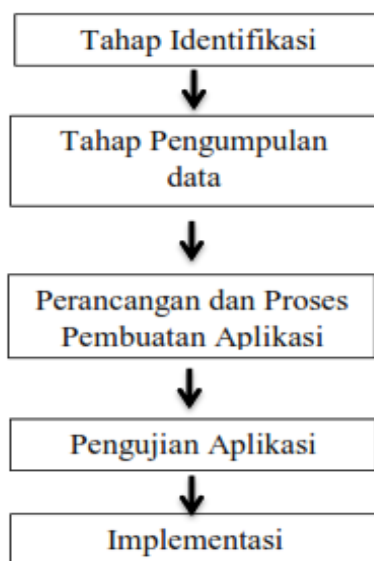 Tahap Identifikasi
Tahap Pengumpulan
data
Perancangan dan Proses
Pembuatan Aplikasi
Pengujian Aplikasi
Implementasi